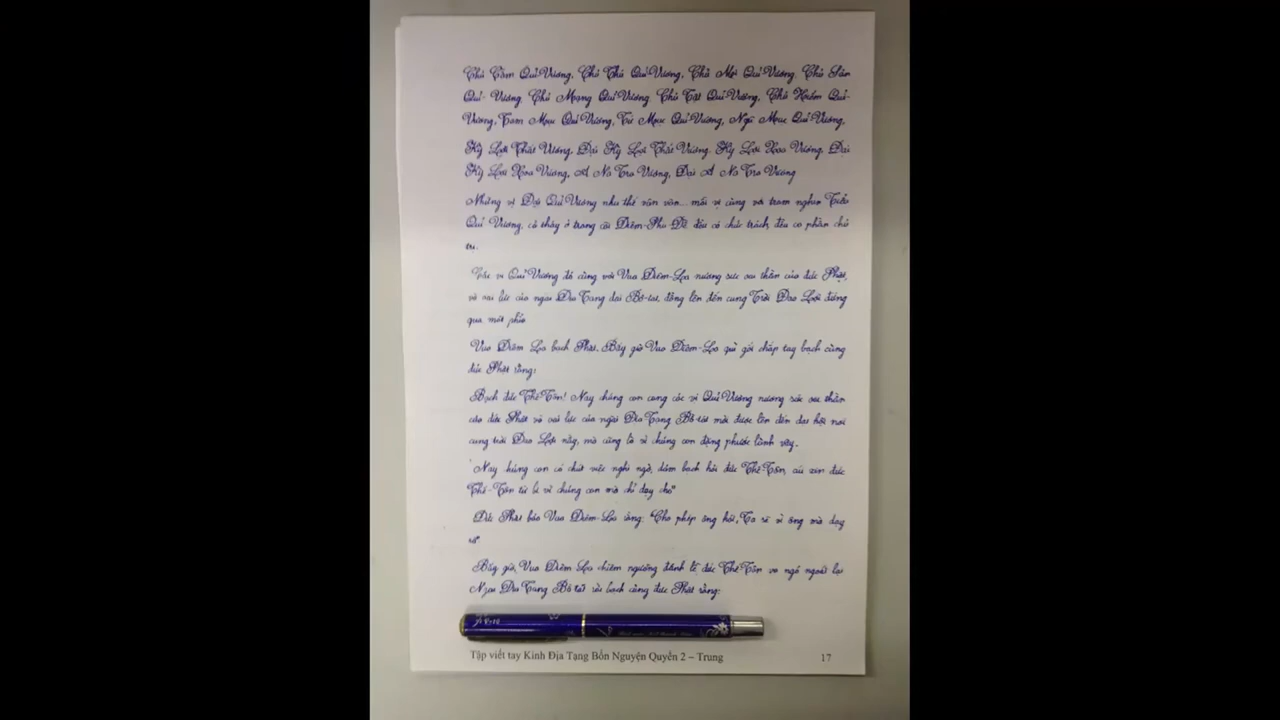 Chủ Cầm Quỉ-Vương, Chủ Thú Quỉ-Vương, Chủ Mị Quỉ Vương, Chủ Sản
Quỉ-Vương, Chủ Mạng Quỉ-Vương, Chủ Tật Quỉ-Vương, Chủ Hiểm Quỉ-
Vương, Tam Mục Quỉ-Vương, Tứ Mục Quỉ-Vương, Ngũ Mục Quỉ-Vương,
Kỳ Lợi Thất Vương, Đại Kỳ Lợi Thất Vương, Kỳ Lợi Xoa Vương, Đại
Kỳ Lợi Xoa Vương, A Na Tra Vương, Đại A Na Tra Vương
Những vị Đại Quỉ-Vương như thế vân vân... mỗi vị cùng với trăm nghìn Tiểu
Quỉ Vương, cả thảy ở trong cõi Diêm-Phù-Đề đều có chức trách, đều có phần chủ
trị.
Các vị Quỉ-Vương đó cùng với Vua Diêm-La nương sức oai thần của đức Phật,
và oai lực của ngài Địa Tạng đại Bồ-tát, đồng lên đến cung Trời Đao Lợi đứng
qua một phía
Vua Diêm La bạch Phật. Bấy giờ Vua Diêm-La quì gối chắp tay bạch cùng
đức Phật rằng:
Bạch đức Thế-Tôn! Nay chúng con cùng các vị Quỉ-Vương nương sức oai thần
của đức Phật và oai lực của ngài Địa Tạng Bồ-tát mới được lên đến đại hội nơi
cung trời Đao Lợi này, mà cũng là vì chúng con đặng phước lành vậy.
"Nay chúng con có chút việc nghi ngờ, dám bạch hỏi đức Thế-Tôn, cúi xin đức
Thế-Tôn từ bi vì chúng con mà chỉ dạy cho"
Đức Phật bảo Vua Diêm-La rằng: "Cho phép ông hỏi, Ta sẽ vì ông mà dạy
rõ"
Bấy giờ, Vua Diêm La chiêm ngưỡng đảnh lễ đức Thế Tôn và ngó ngoái lại
Ngài Địa Tạng Bồ tát rồi bạch cùng đức Phật rằng:
Tập viết tay Kinh Địa Tạng Bổn Nguyện Quyển 2 – Trung 17